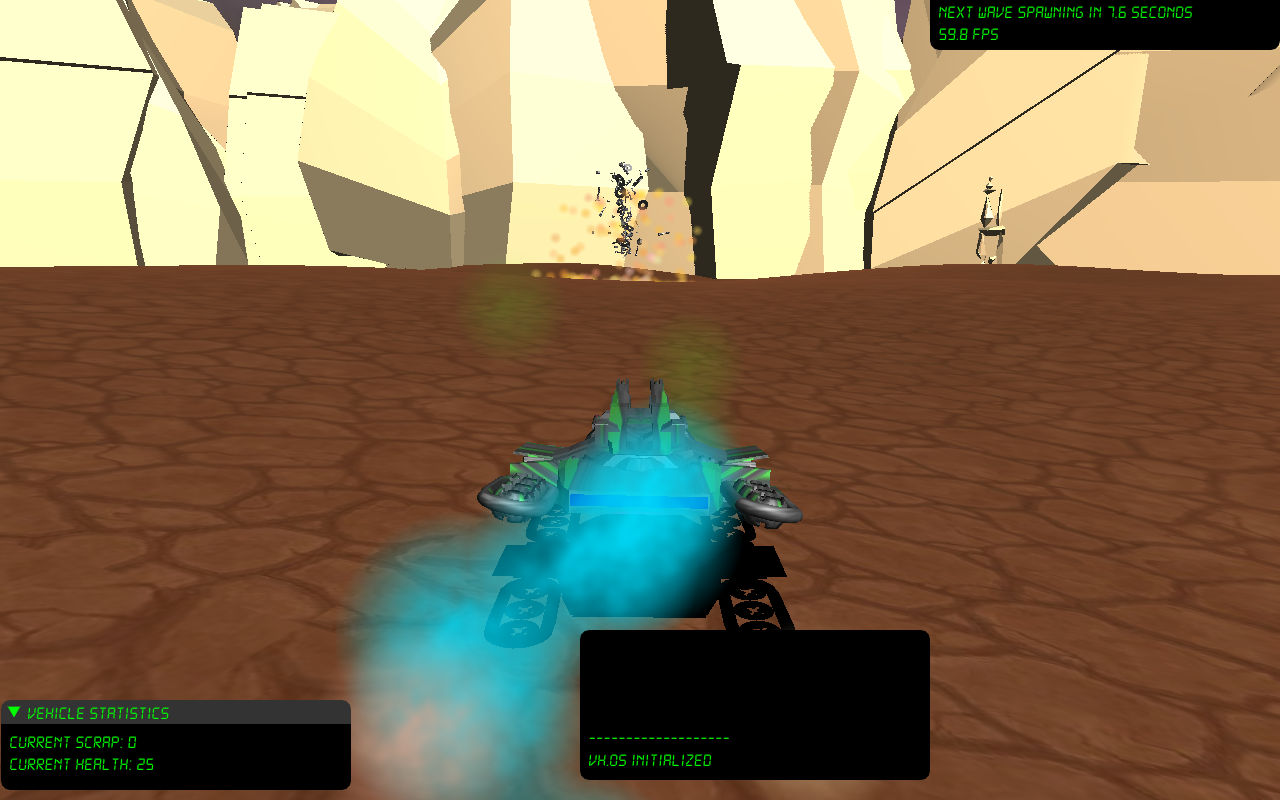 NEXT WAVE SPAWNING IN 7.6 SECONDS
59.8 FPS
VEHICLE STATISTICS
CURRENT SCRAP: 0
CURRENT HEALTH: 25
-------------------
VH.OS INITIALIZED